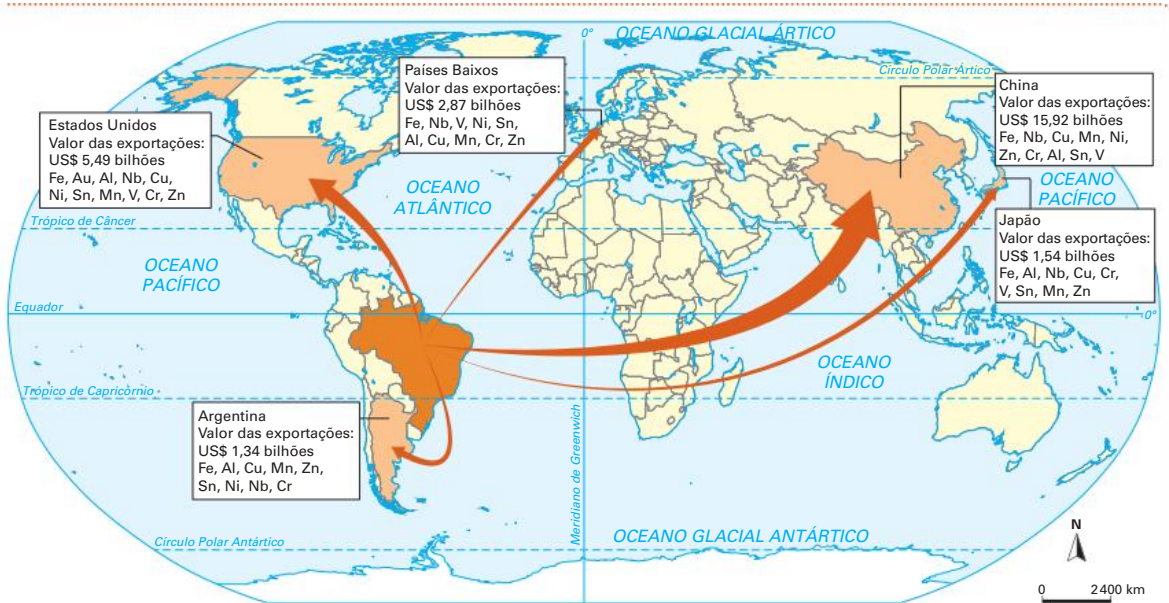 0°
OCEANO GLACIAL ÁRTICO
Círculo Polar Ártico
Países Baixos
Valor das exportações:
US$ 2,87 bilhões
Fe, Nb, V, Ni, Sn,
Al, Cu, Mn, Cr, Zn
China
Valor das exportações:
US$ 15,92 bilhões
Fe, Nb, Cu, Mn, Ni,
Zn, Cr, Al, Sn, V
Estados Unidos
Valor das exportações:
US$ 5,49 bilhões
Fe, Au, Al, Nb, Cu,
Ni, Sn, Mn, V, Cr, Zn
OCEANO
ATLÂNTICO
OCEANO
PACÍFICO
Trópico de Câncer
Japão
Valor das exportações:
US$ 1,54 bilhões
Fe, Al, Nb, Cu, Cr,
V, Sn, Mn, Zn
OCEANO
PACÍFICO
Equador
0°
OCEANO
ÍNDICO
Trópico de Capricórnio
Argentina
Valor das exportações:
US$ 1,34 bilhões
Fe, Al, Cu, Mn, Zn,
Sn, Ni, Nb, Cr
Meridiano de Greenwich
Círculo Polar Antártico
OCEANO GLACIAL ANTÁRTICO
N
0 2400 km